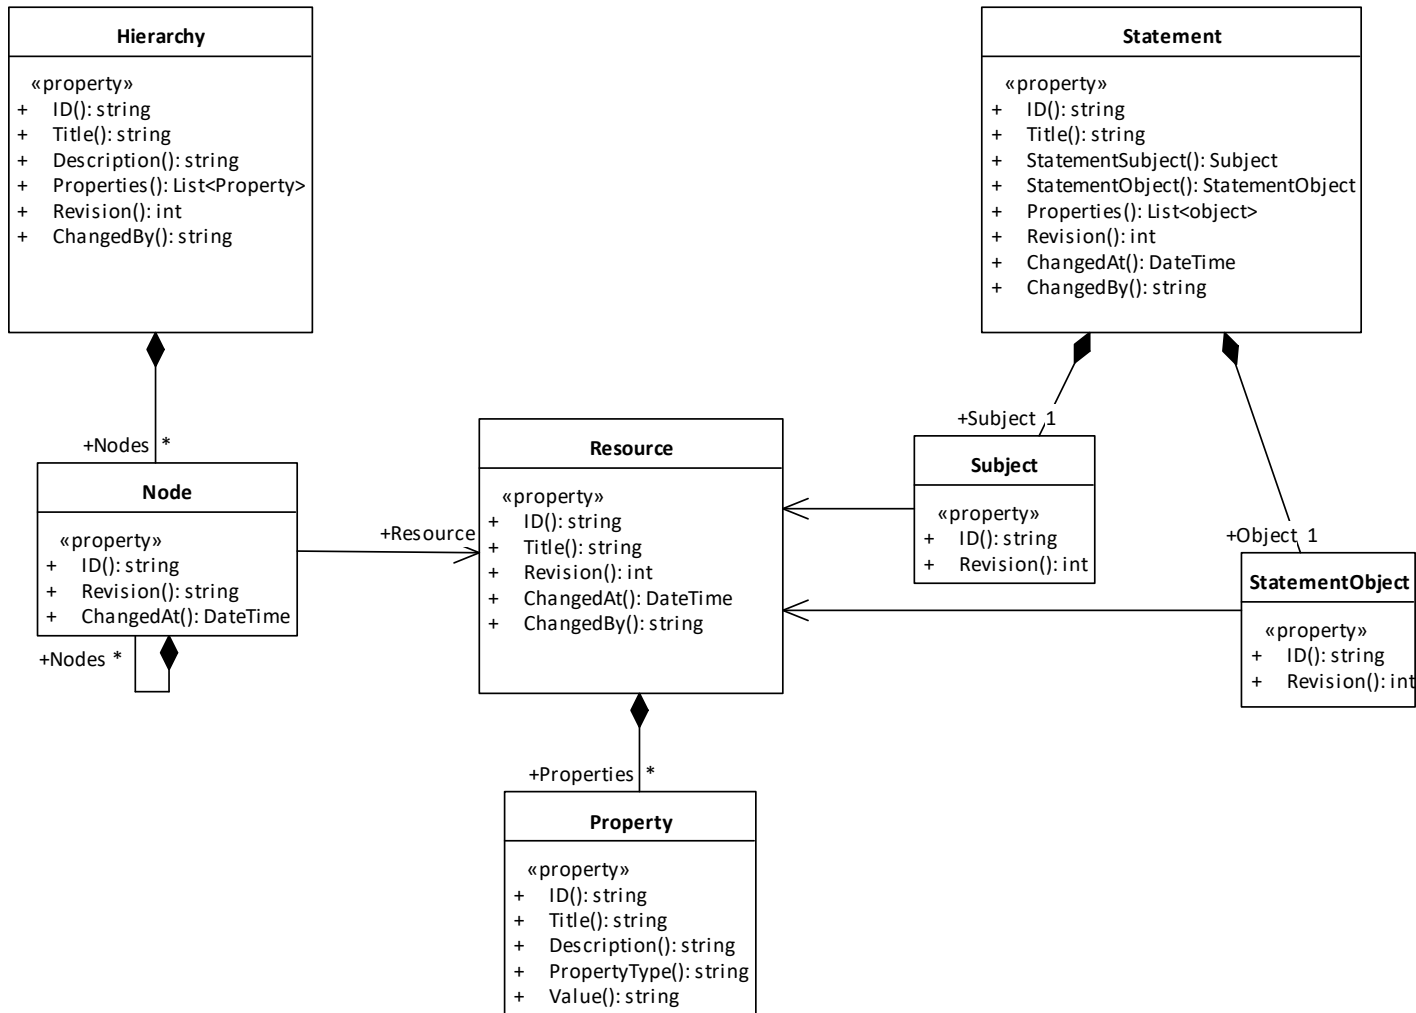 Hierarchy
«property»
+ ID(): string
+ Title(): string
+ Description(): string
+ Properties(): List<Property>
+ Revision(): int
+ ChangedBy(): string
Statement
«property»
+ ID(): string
+ Title(): string
+ StatementSubject(): Subject
+ StatementObject(): StatementObject
+ Properties(): List<object>
+ Revision(): int
+ ChangedAt(): DateTime
+ ChangedBy(): string
+Nodes *
Node
«property»
+ ID(): string
+ Revision(): string
+ ChangedAt(): DateTime
+Nodes *
+Resource
Resource
«property»
+ ID(): string
+ Title(): string
+ Revision(): int
+ ChangedAt(): DateTime
+ ChangedBy(): string
+Subject 1
Subject
«property»
+ ID(): string
+ Revision(): int
+Object 1
StatementObject
«property»
+ ID(): string
+ Revision(): int
+Properties *
Property
«property»
+ ID(): string
+ Title(): string
+ Description(): string
+ PropertyType(): string
+ Value(): string